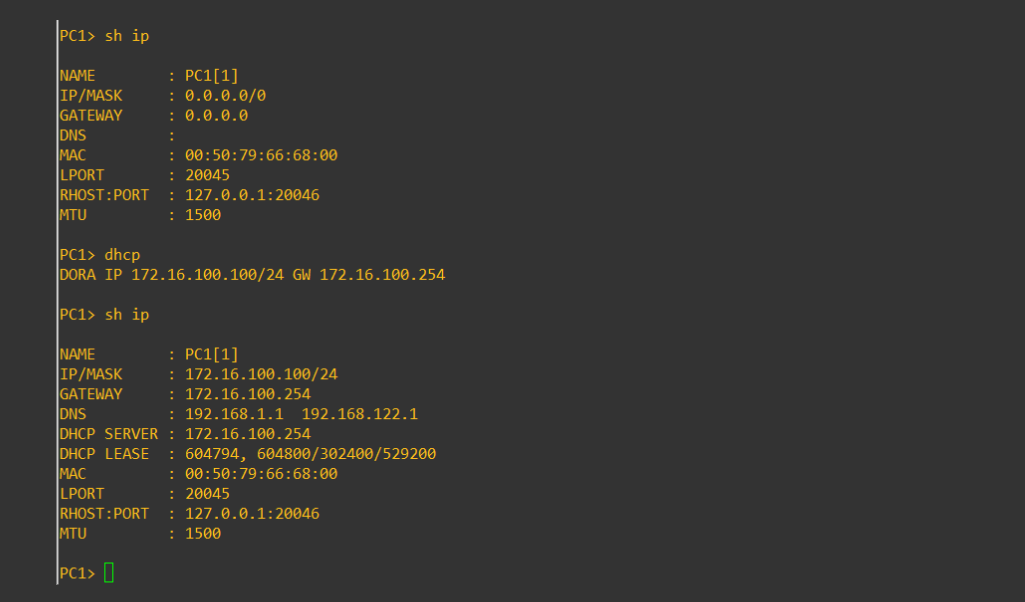 PC1> sh ip
NAME        : PC1[1]
IP/MASK     : 0.0.0.0/0
GATEWAY     : 0.0.0.0
DNS         :
MAC         : 00:50:79:66:68:00
LPORT       : 20045
RHOST:PORT  : 127.0.0.1:20046
MTU         : 1500
PC1> dhcp
DORA IP 172.16.100.100/24 GW 172.16.100.254
PC1> sh ip
NAME        : PC1[1]
IP/MASK     : 172.16.100.100/24
GATEWAY     : 172.16.100.254
DNS         : 192.168.1.1  192.168.122.1
DHCP SERVER : 172.16.100.254
DHCP LEASE  : 604794, 604800/302400/529200
MAC         : 00:50:79:66:68:00
LPORT       : 20045
RHOST:PORT  : 127.0.0.1:20046
MTU         : 1500
PC1>